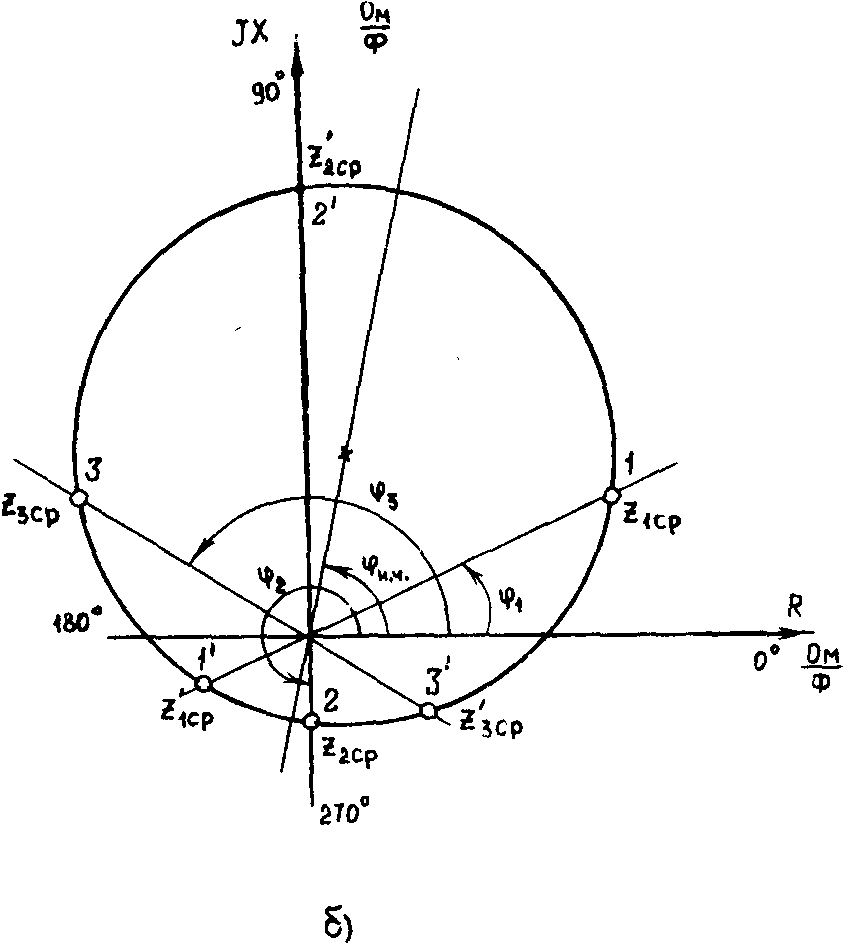 JX
Ом
Ф
90°
Z'2ср
2'
3
Z3ср
φ3
1
Z1ср
φ2
φн.ч.
φ1
180°
R
0°
Ом
Ф
1'
Z'1ср
2
Z2ср
3'
Z'3ср
270°
б)